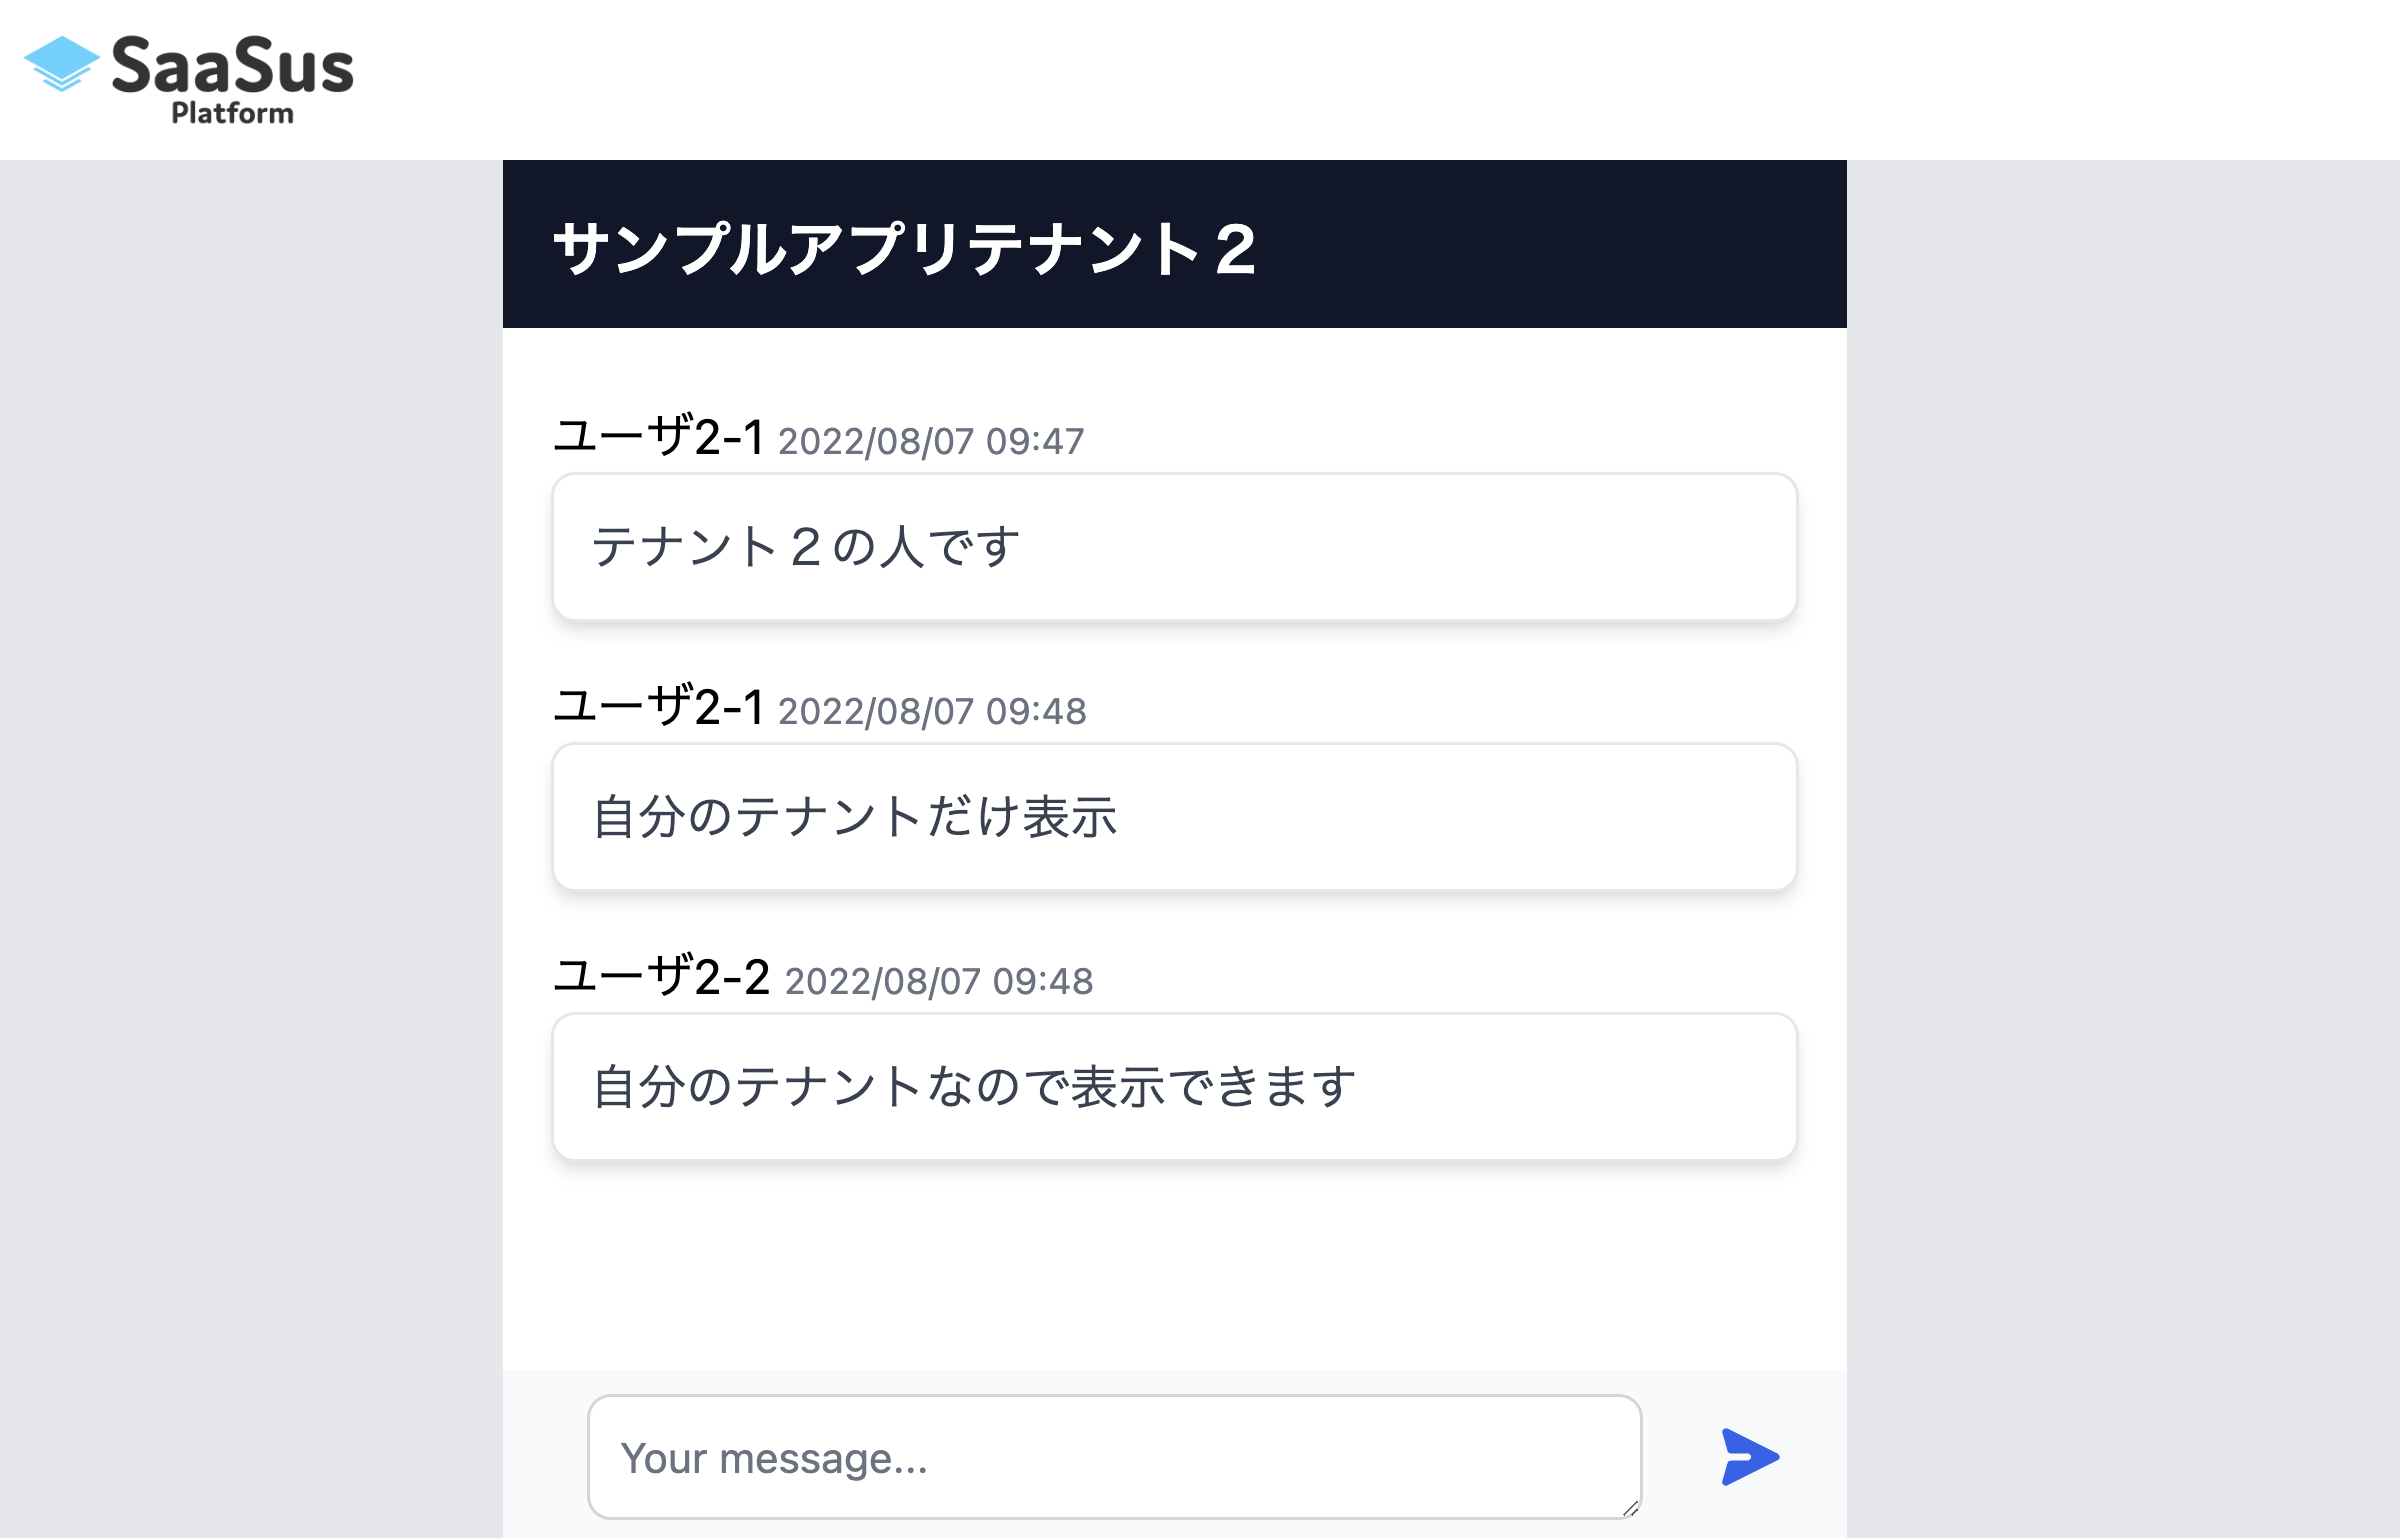 SaaSus
Platform
サンプルアプリテナント２
ユーザ2-1 2022/08/07 09:47
テナント２の人です
ユーザ2-1 2022/08/07 09:48
自分のテナントだけ表示
ユーザ2-2 2022/08/07 09:48
自分のテナントなので表示できます
Your message...